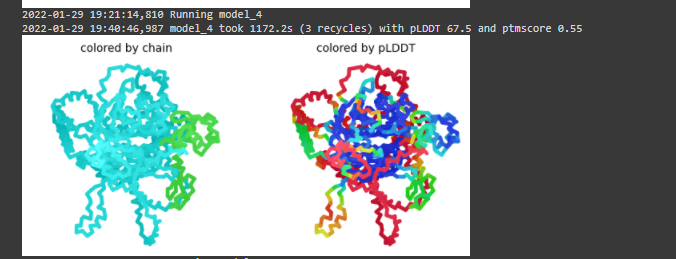 2022-01-29 19:21:14,810 Running model_4
2022-01-29 19:40:46,987 model_4 took 1172.2s (3 recycles) with pLDDT 67.5 and ptmscore 0.55
colored by chain
colored by pLDDT